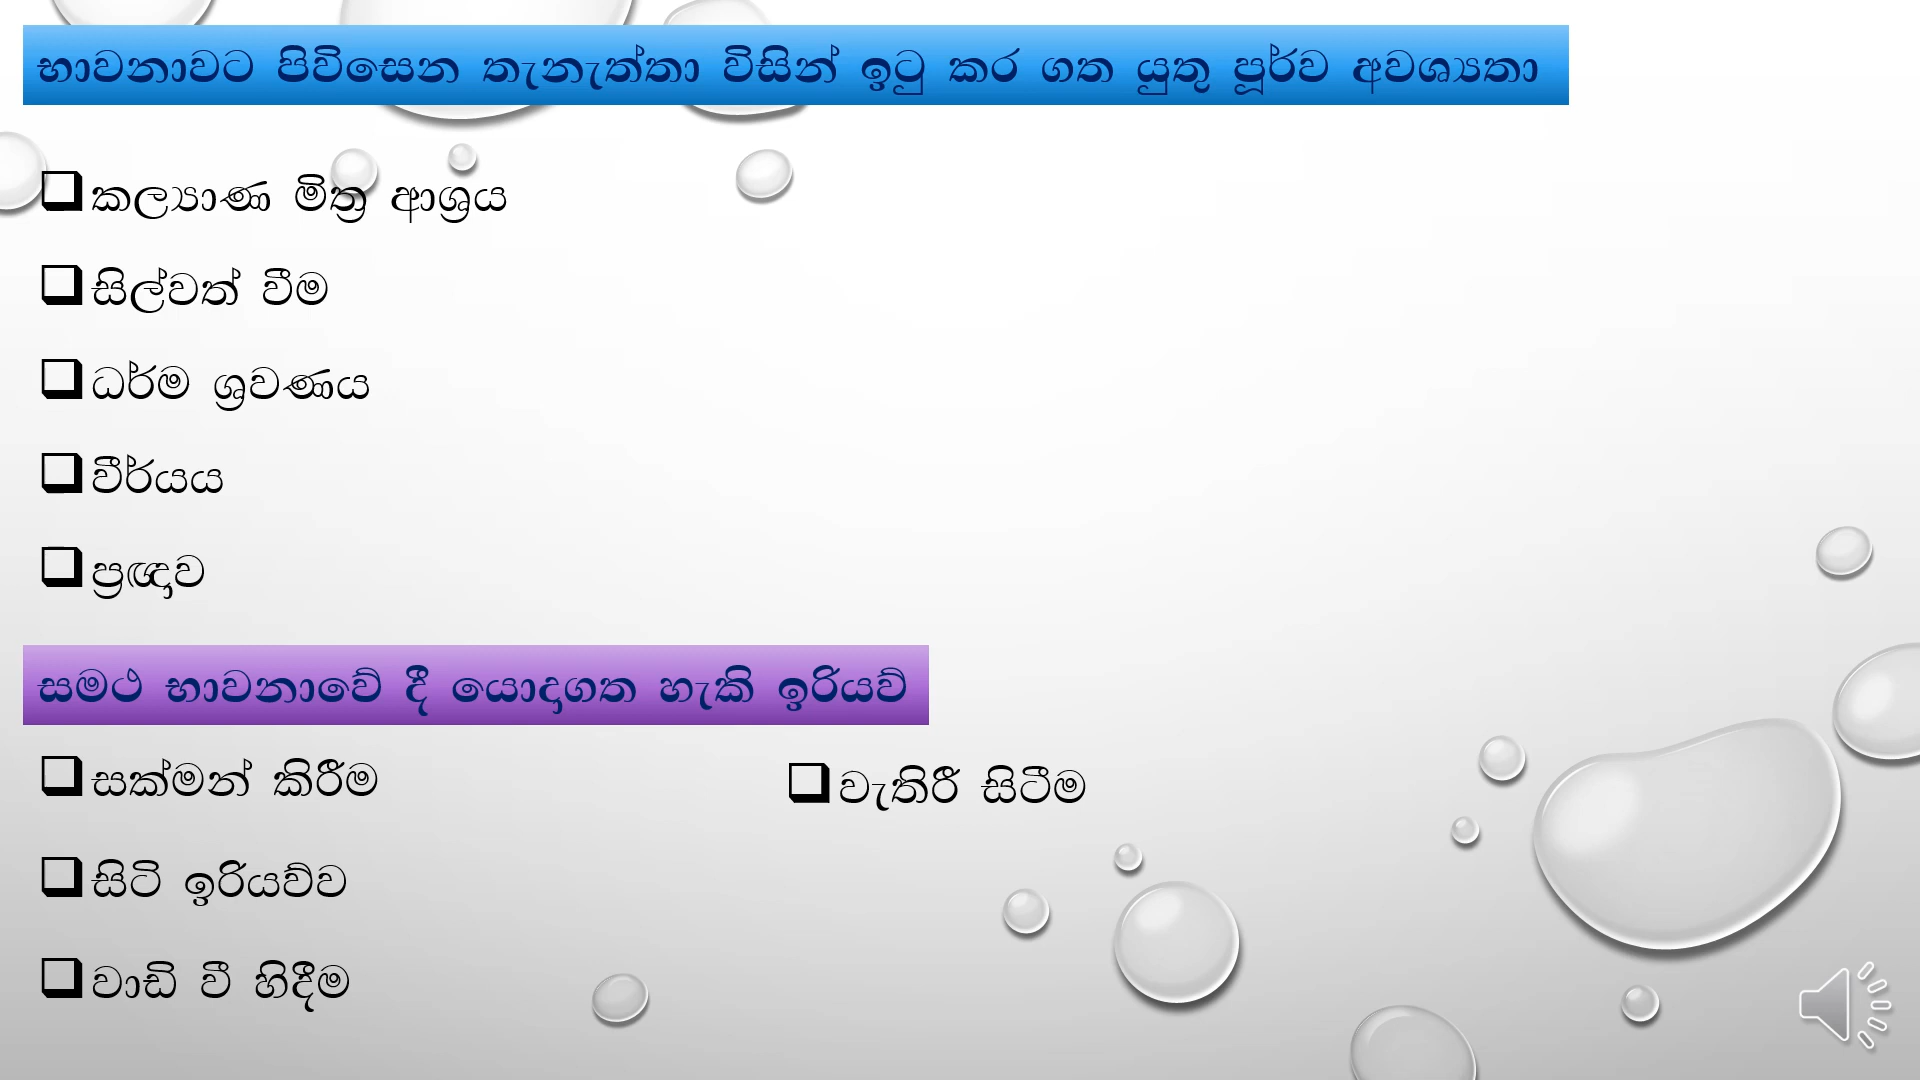 භාවනාවට පිවිසෙන තැනැත්තා විසින් ඉටු කර ගත යුතු පූර්ව අවශ්‍යතා
කල්‍යාණ මිත්‍ර ආශ්‍රය
සිල්වත් වීම
ධර්ම ශ්‍රවණය
වීර්යය
ප්‍රඥාව
සමථ භාවනාවේ දී යොදාගත හැකි ඉරියව්
සක්මන් කිරීම
සිටි ඉරියව්ව
වාඩි වී හිදීම
වැතිරී සිටීම